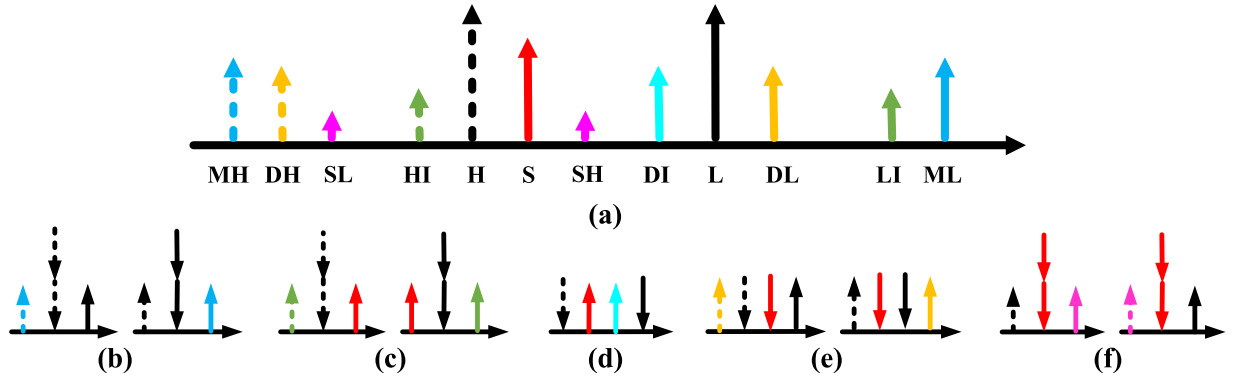 MH DH SL HI H S SH DI L DL LI ML
(a)
(b) (c) (d) (e) (f)